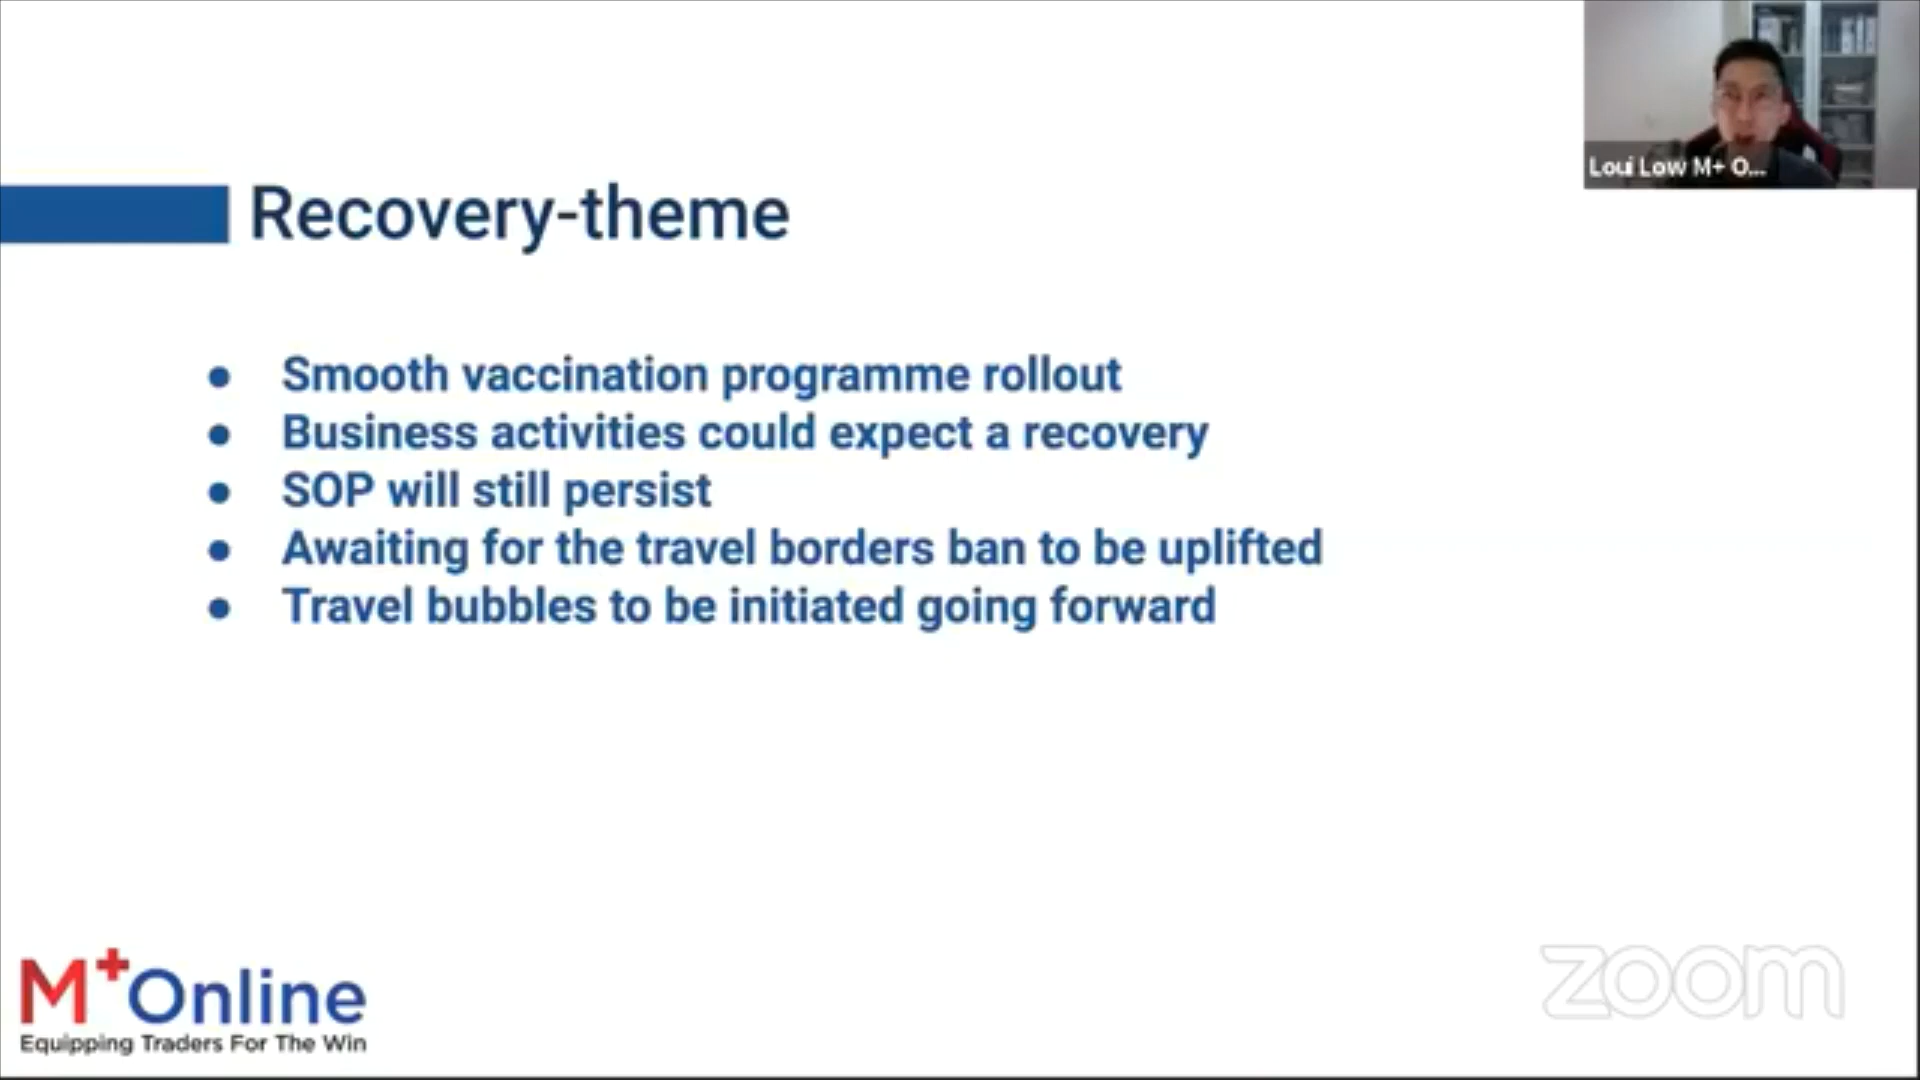 Loui Low M+ O...
Recovery-theme
● Smooth vaccination programme rollout
● Business activities could expect a recovery
● SOP will still persist
● Awaiting for the travel borders ban to be uplifted
● Travel bubbles to be initiated going forward
M+Online
Equipping Traders For The Win
zoom